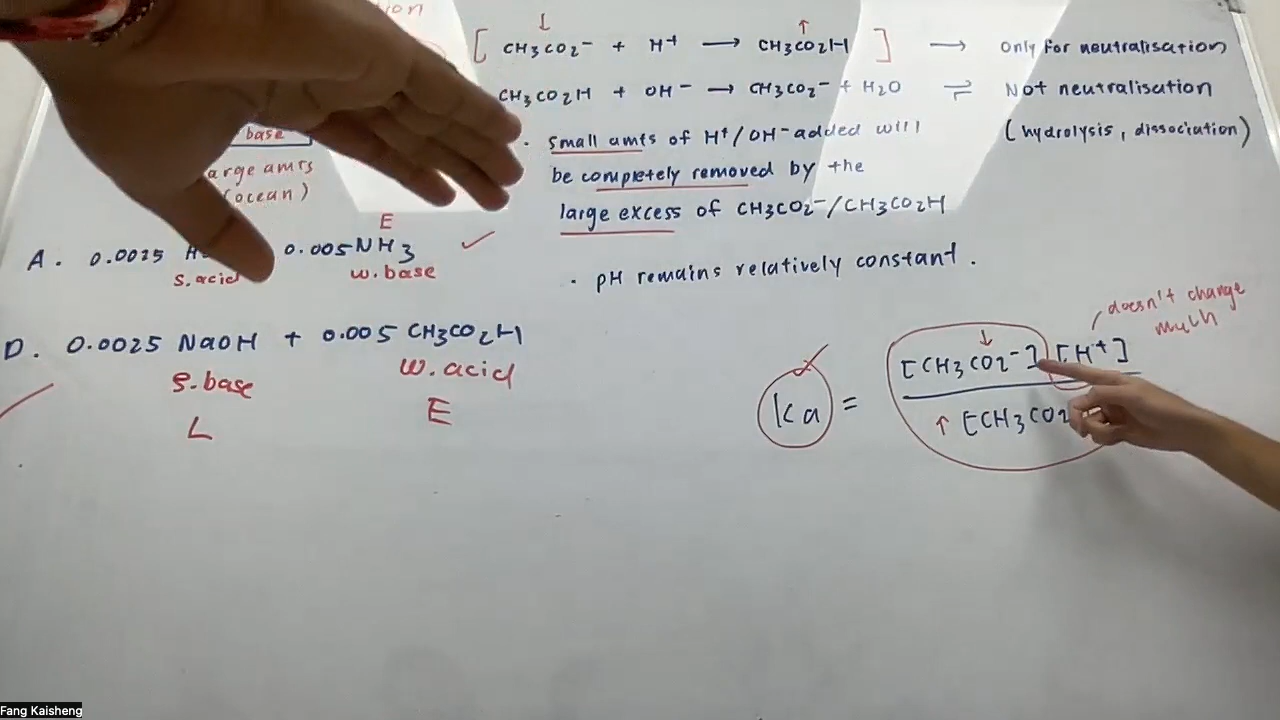 [ CH3CO2⁻ + H⁺ → CH3CO2H ] → Only for neutralisation
CH3CO2H + OH⁻ → CH3CO2⁻ + H2O ⇌ Not neutralisation
(hydrolysis, dissociation)
base
(ocean)
· small amts of H⁺/OH⁻ added will
be completely removed by the
large excess of CH3CO2⁻/CH3CO2H
· pH remains relatively constant.
E
A. 0.0025 0.005 NH3 ✓
s.acid w.base
D. 0.0025 NaOH + 0.005 CH3CO2H
s.base w.acid
L E
doesn't change
much
Ka = ↓ [CH3CO2⁻] [H⁺]
↑ [CH3CO2
Fang Kaisheng